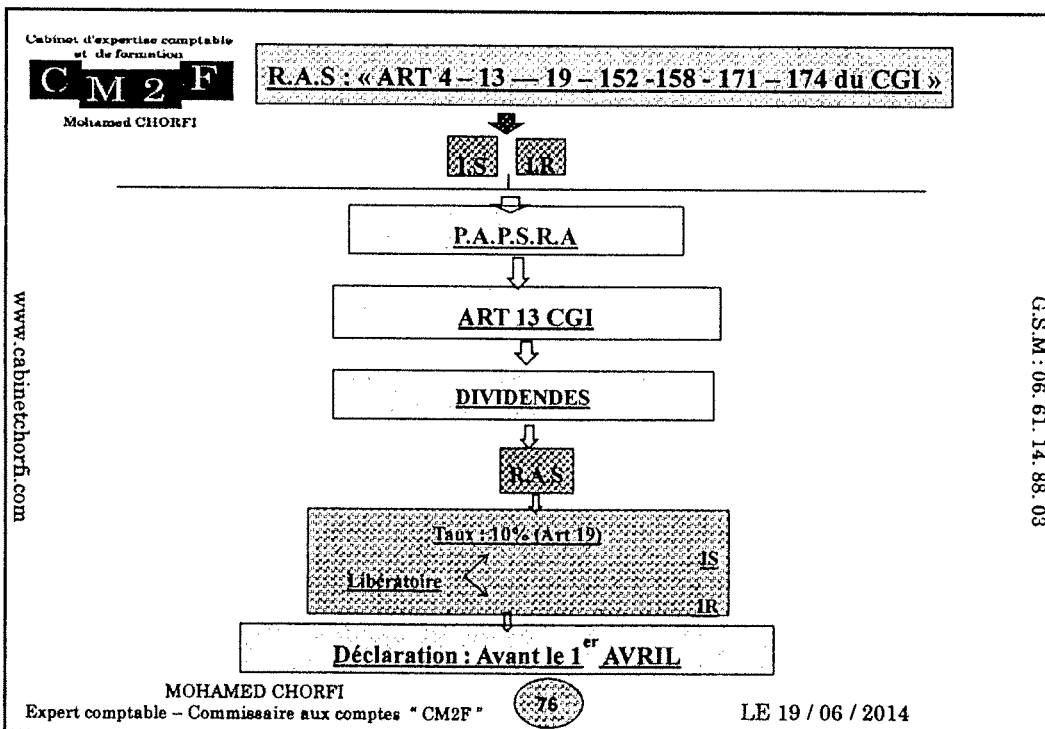 Cabinet d'expertise comptable
et de formation
C M 2 F
Mohamed CHORFI
R.A.S : « ART 4 – 13 — 19 – 152 -158 - 171 – 174 du CGI »
I.S I.R
P.A.P.S.R.A
ART 13 CGI
DIVIDENDES
R.A.S
Taux : 10% (Art 19)
IS
Libératoire
IR
Déclaration : Avant le 1er AVRIL
www.cabinetchorfi.com
G.S.M : 06. 61. 14. 88. 03
MOHAMED CHORFI
Expert comptable – Commissaire aux comptes " CM2F "
76
LE 19 / 06 / 2014